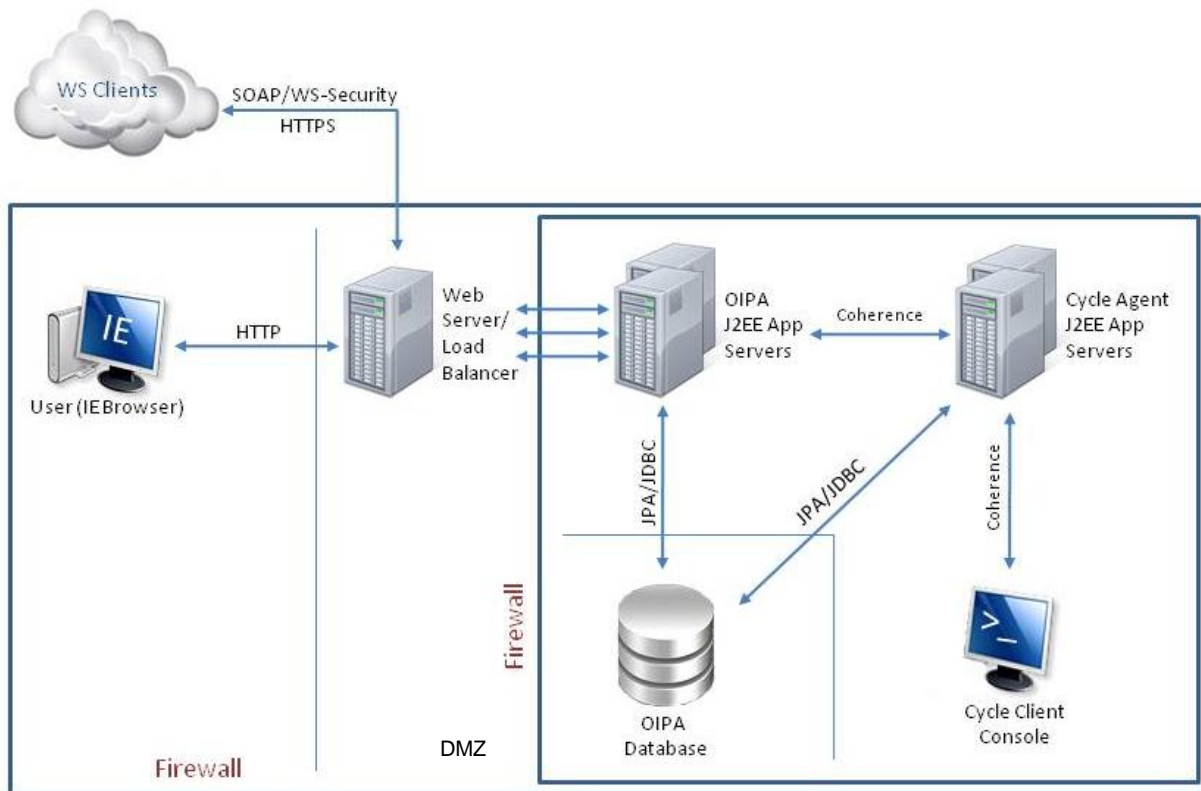 WS Clients
SOAP/WS-Security
HTTPS
IE
User (IEBrowser)
HTTP
Web
Server/
Load
Balancer
OIPA
J2EE App
Servers
Coherence
Cycle Agent
J2EE App
Servers
JPA/JDBC
JPA/JDBC
Coherence
>_
OIPA
Database
Cycle Client
Console
Firewall
DMZ
Firewall